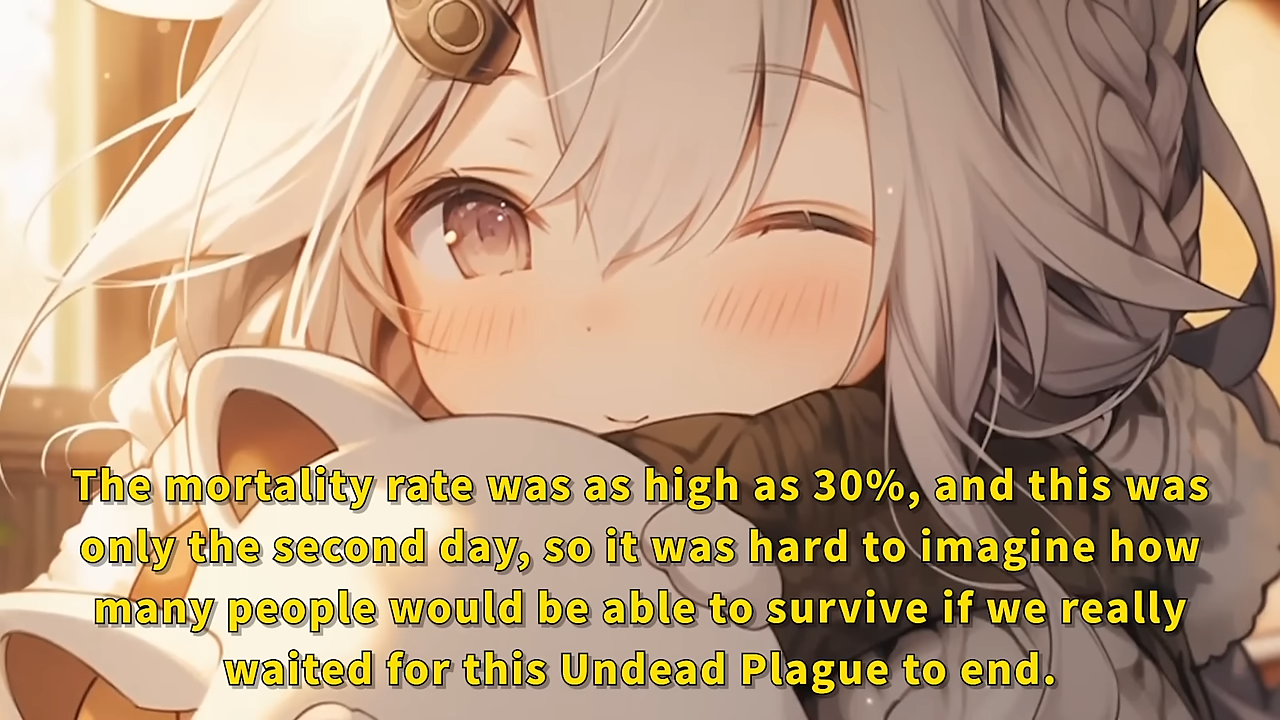 The mortality rate was as high as 30%, and this was
only the second day, so it was hard to imagine how
many people would be able to survive if we really
waited for this Undead Plague to end.